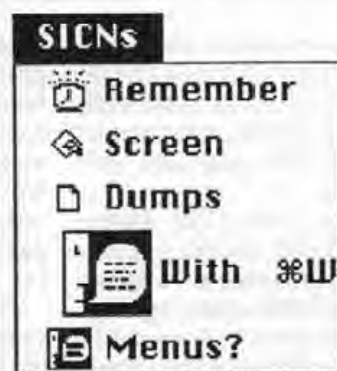 SICNs
Remember
Screen
Dumps
With ⌘W
Menus?